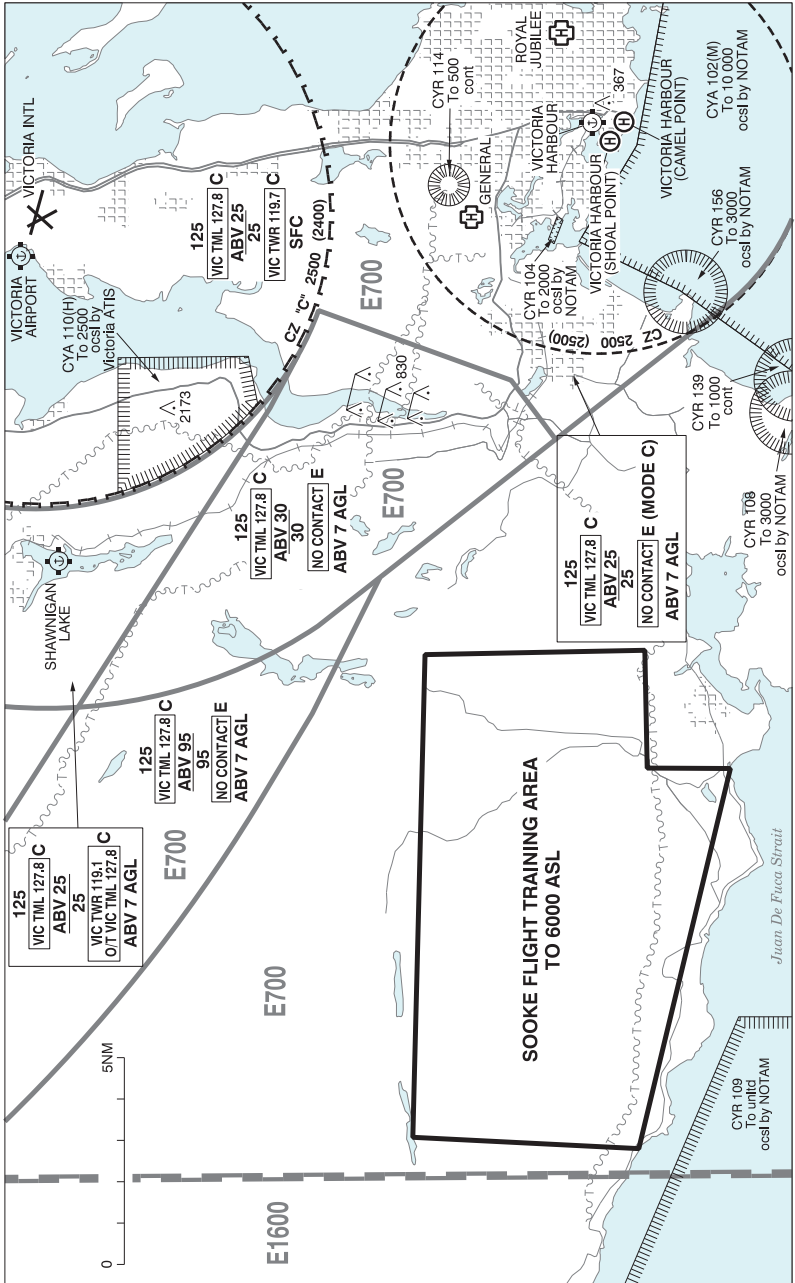 VICTORIA
AIRPORT
VICTORIA INTL
CYA 110(H)
To 2500
ocsl by
Victoria ATIS
2173
125
VIC TML 127.8 C
ABV 25
25
VIC TWR 119.7 C
SFC
CZ "C" 2500 (2400)
E700
CYR 114
To 500
cont
GENERAL
ROYAL
JUBILEE
VICTORIA
HARBOUR
367
VICTORIA HARBOUR
(CAMEL POINT)
CYA 102(M)
To 10 000
ocsl by NOTAM
VICTORIA HARBOUR
(SHOAL POINT)
CYR 104
To 2000
ocsl by
NOTAM
CYR 156
To 3000
ocsl by NOTAM
CZ 2500 (2500)
CYR 139
To 1000
cont
CYR 108
To 3000
ocsl by NOTAM
830
SHAWNIGAN
LAKE
125
VIC TML 127.8 C
ABV 30
30
NO CONTACT E
ABV 7 AGL
E700
125
VIC TML 127.8 C
ABV 25
25
NO CONTACT E (MODE C)
ABV 7 AGL
125
VIC TML 127.8 C
ABV 95
95
NO CONTACT E
ABV 7 AGL
125
VIC TML 127.8 C
ABV 25
25
VIC TWR 119.1
O/T VIC TML 127.8 C
ABV 7 AGL
E700
E700
SOOKE FLIGHT TRAINING AREA
TO 6000 ASL
Juan De Fuca Strait
CYR 109
To unltd
ocsl by NOTAM
0
5NM
E1600